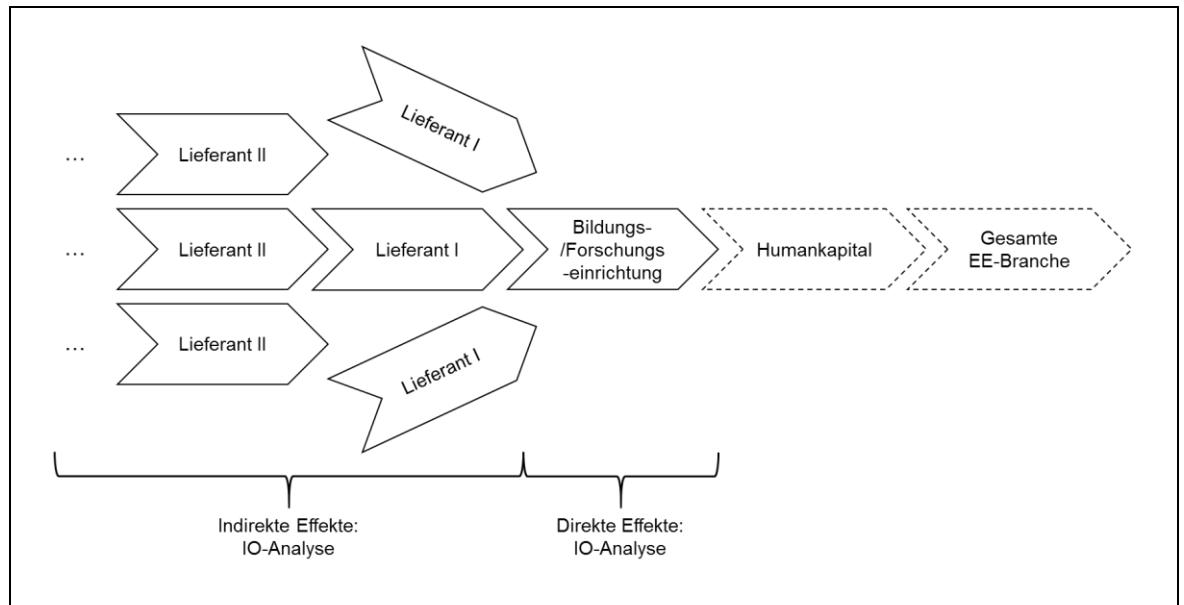 Lieferant I
…
Lieferant II
…
Lieferant II
Lieferant I
Bildungs-
/Forschungs
-einrichtung
Humankapital
Gesamte
EE-Branche
…
Lieferant II
Lieferant I
Indirekte Effekte:
IO-Analyse
Direkte Effekte:
IO-Analyse